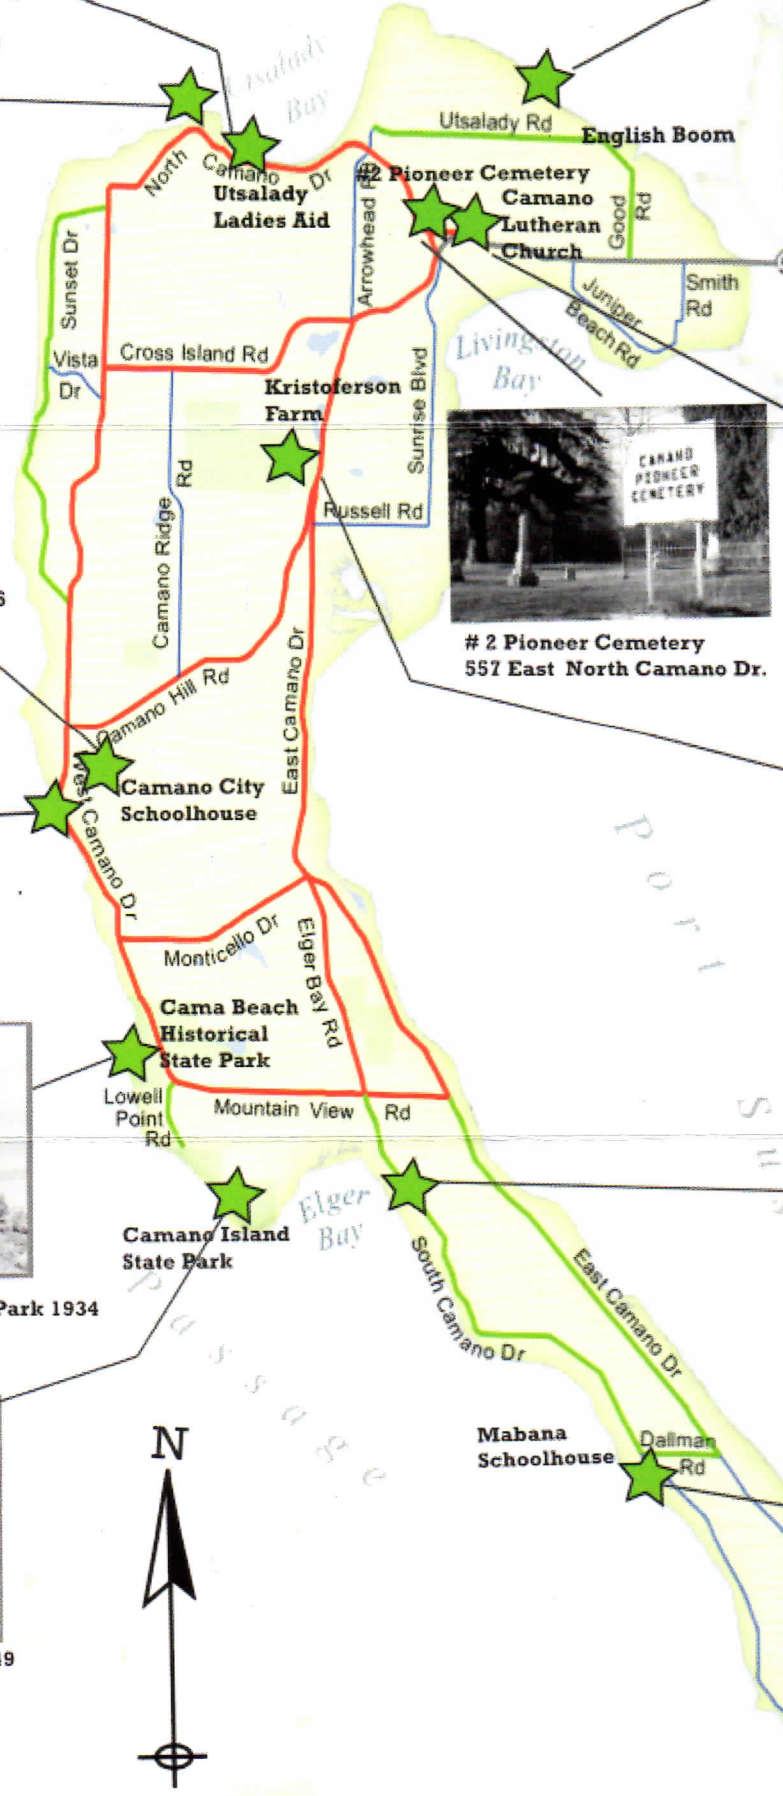 Utsalady
Bay
Utsalady Rd
English Boom
North
Camano
Dr
Utsalady
Ladies Aid
#2 Pioneer Cemetery
Camano
Lutheran
Church
Arrowhead Rd
Good
Rd
Sunset Dr
Juniper
Beach Rd
Smith
Rd
Vista
Dr
Cross Island Rd
Livingston
Bay
Kristoferson
Farm
Sunrise Blvd
CAMANO
PIONEER
CEMETERY
Camano Ridge
Rd
Russell Rd
6
# 2 Pioneer Cemetery
557 East North Camano Dr.
Camano Hill Rd
East Camano Dr
Camano City
Schoolhouse
West Camano Dr
Port
Su
Monticello Dr
Elger Bay Rd
Cama Beach
Historical
State Park
Lowell
Point
Rd
Mountain View Rd
Elger
Bay
Camano Island
State Park
Park 1934
Passage
South Camano Dr
East Camano Dr
Mabana
Schoolhouse
Dallman
Rd
N
49